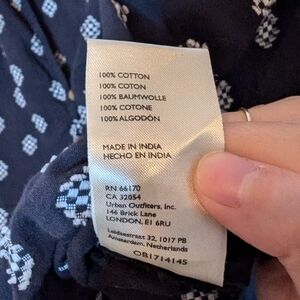 100% COTTON
100% COTON
100% BAUMWOLLE
100% COTONE
100% ALGODÓN
MADE IN INDIA
HECHO EN INDIA
RN 66170
CA 32054
Urban Outfitters, Inc.
146 Brick Lane
LONDON, E1 6RU
Leidsestraat 32, 1017 PB
Amsterdam, Netherlands
OB1714145